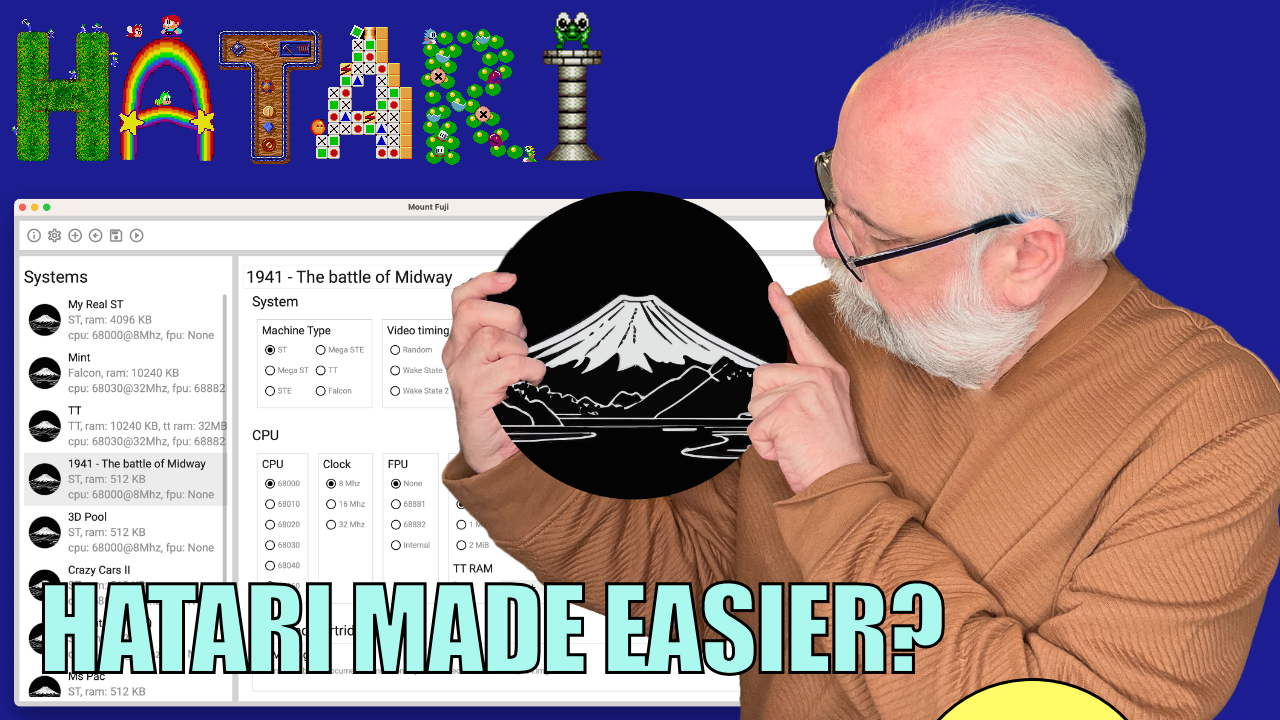 HATARI
Mount Fuji
Systems
My Real ST
ST, ram: 4096 KB
cpu: 68000@8Mhz, fpu: None
Mint
Falcon, ram: 10240 KB
cpu: 68030@32Mhz, fpu: 68882
TT
TT, ram: 10240 KB, tt ram: 32MB
cpu: 68030@32Mhz, fpu: 68882
1941 - The battle of Midway
ST, ram: 512 KB
cpu: 68000@8Mhz, fpu: None
3D Pool
ST, ram: 512 KB
cpu: 68000@8Mhz, fpu: None
Crazy Cars II
Ms Pac
ST, ram: 512 KB
1941 - The battle of Midway
System
Machine Type
ST
Mega STE
Mega ST
TT
STE
Falcon
Video timing
Random
Wake State
Wake State 2
CPU
CPU
68000
68010
68020
68030
68040
Clock
8 Mhz
16 Mhz
32 Mhz
FPU
None
68881
68882
Internal
2 MiB
TT RAM
HATARI MADE EASIER?